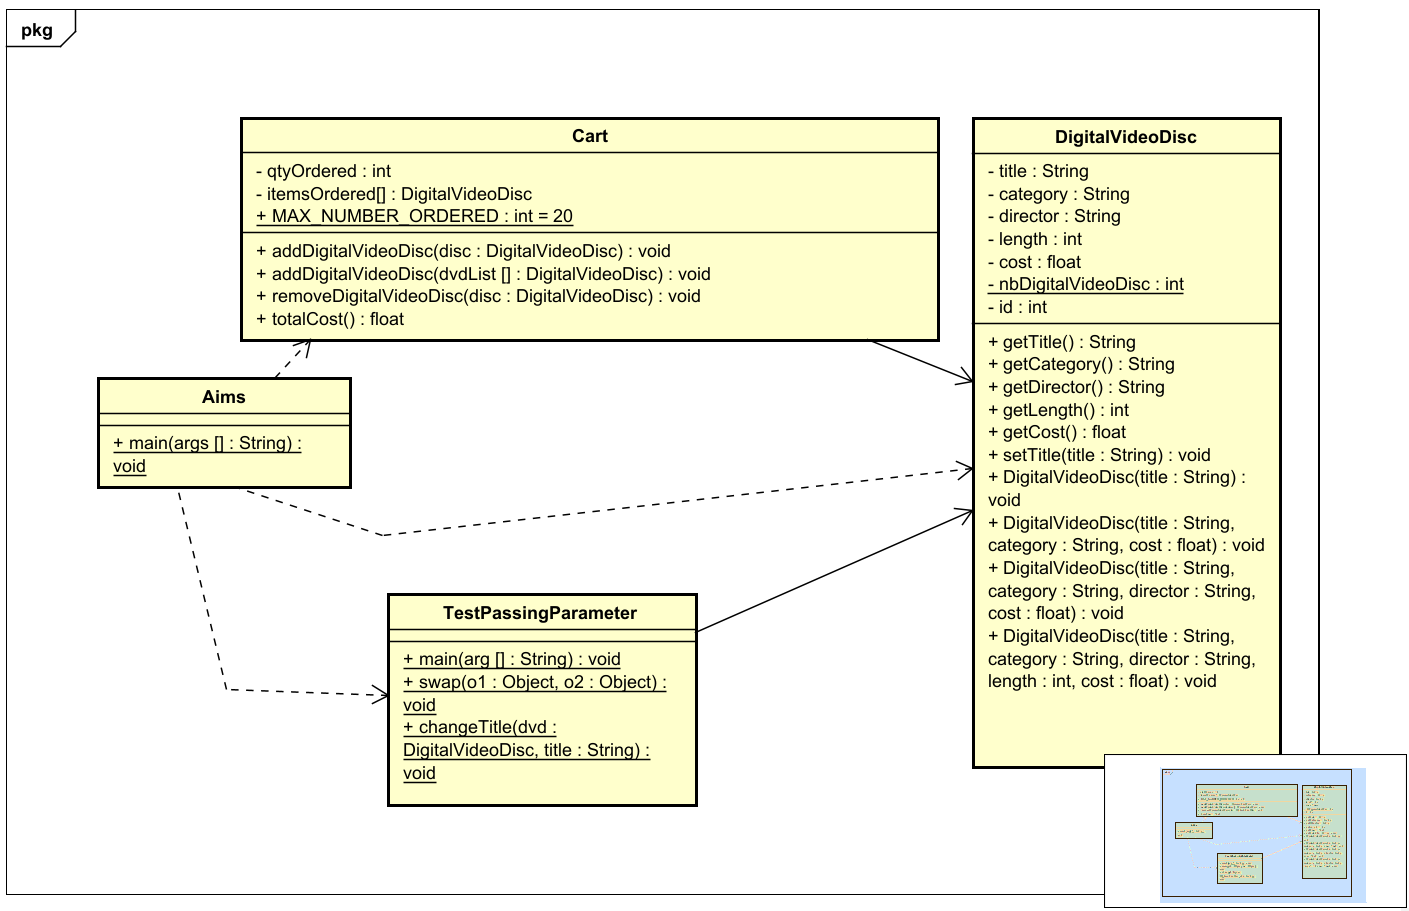 pkg
Cart
- qtyOrdered : int
- itemsOrdered[] : DigitalVideoDisc
+ MAX_NUMBER_ORDERED : int = 20
+ addDigitalVideoDisc(disc : DigitalVideoDisc) : void
+ addDigitalVideoDisc(dvdList [] : DigitalVideoDisc) : void
+ removeDigitalVideoDisc(disc : DigitalVideoDisc) : void
+ totalCost() : float
DigitalVideoDisc
- title : String
- category : String
- director : String
- length : int
- cost : float
- nbDigitalVideoDisc : int
- id : int
+ getTitle() : String
+ getCategory() : String
+ getDirector() : String
+ getLength() : int
+ getCost() : float
+ setTitle(title : String) : void
+ DigitalVideoDisc(title : String) :
void
+ DigitalVideoDisc(title : String,
category : String, cost : float) : void
+ DigitalVideoDisc(title : String,
category : String, director : String,
cost : float) : void
+ DigitalVideoDisc(title : String,
category : String, director : String,
length : int, cost : float) : void
Aims
+ main(args [] : String) :
void
TestPassingParameter
+ main(arg [] : String) : void
+ swap(o1 : Object, o2 : Object) :
void
+ changeTitle(dvd :
DigitalVideoDisc, title : String) :
void